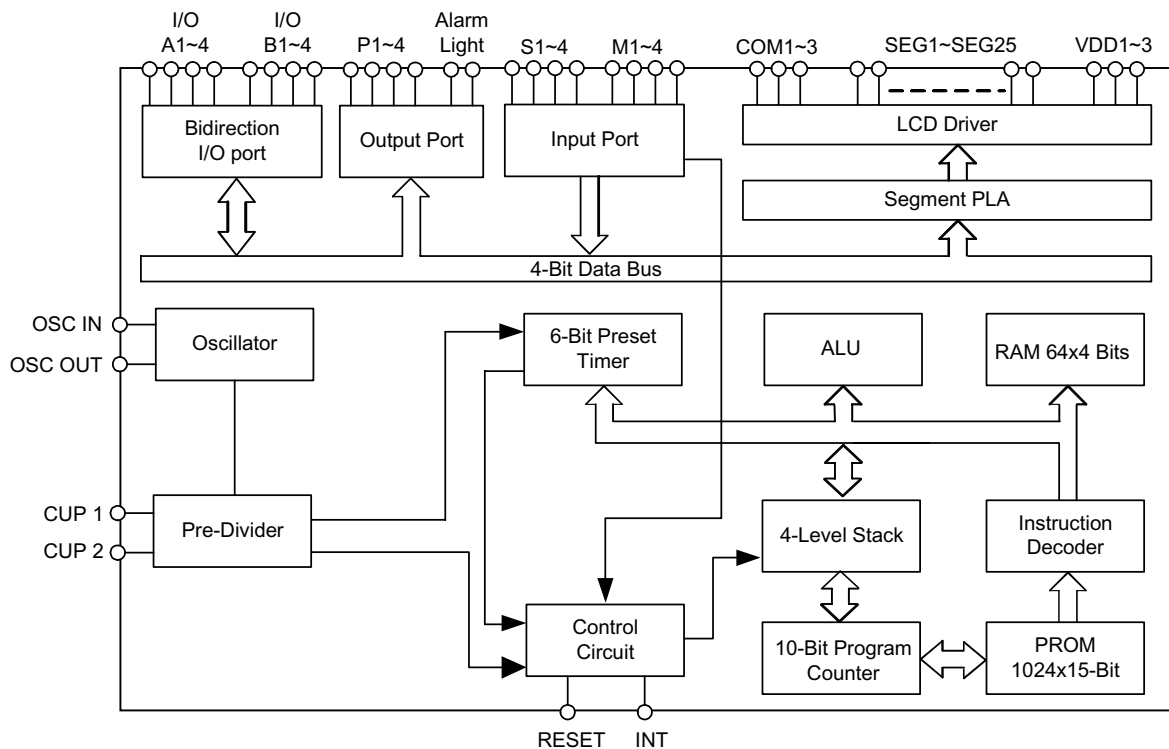 I/O
A1~4
I/O
B1~4
P1~4
Alarm
Light
S1~4
M1~4
COM1~3
SEG1~SEG25
VDD1~3
Bidirection
I/O port
Output Port
Input Port
LCD Driver
Segment PLA
4-Bit Data Bus
OSC IN
OSC OUT
Oscillator
6-Bit Preset
Timer
ALU
RAM 64x4 Bits
CUP 1
CUP 2
Pre-Divider
4-Level Stack
Instruction
Decoder
Control
Circuit
10-Bit Program
Counter
PROM
1024x15-Bit
RESET
INT